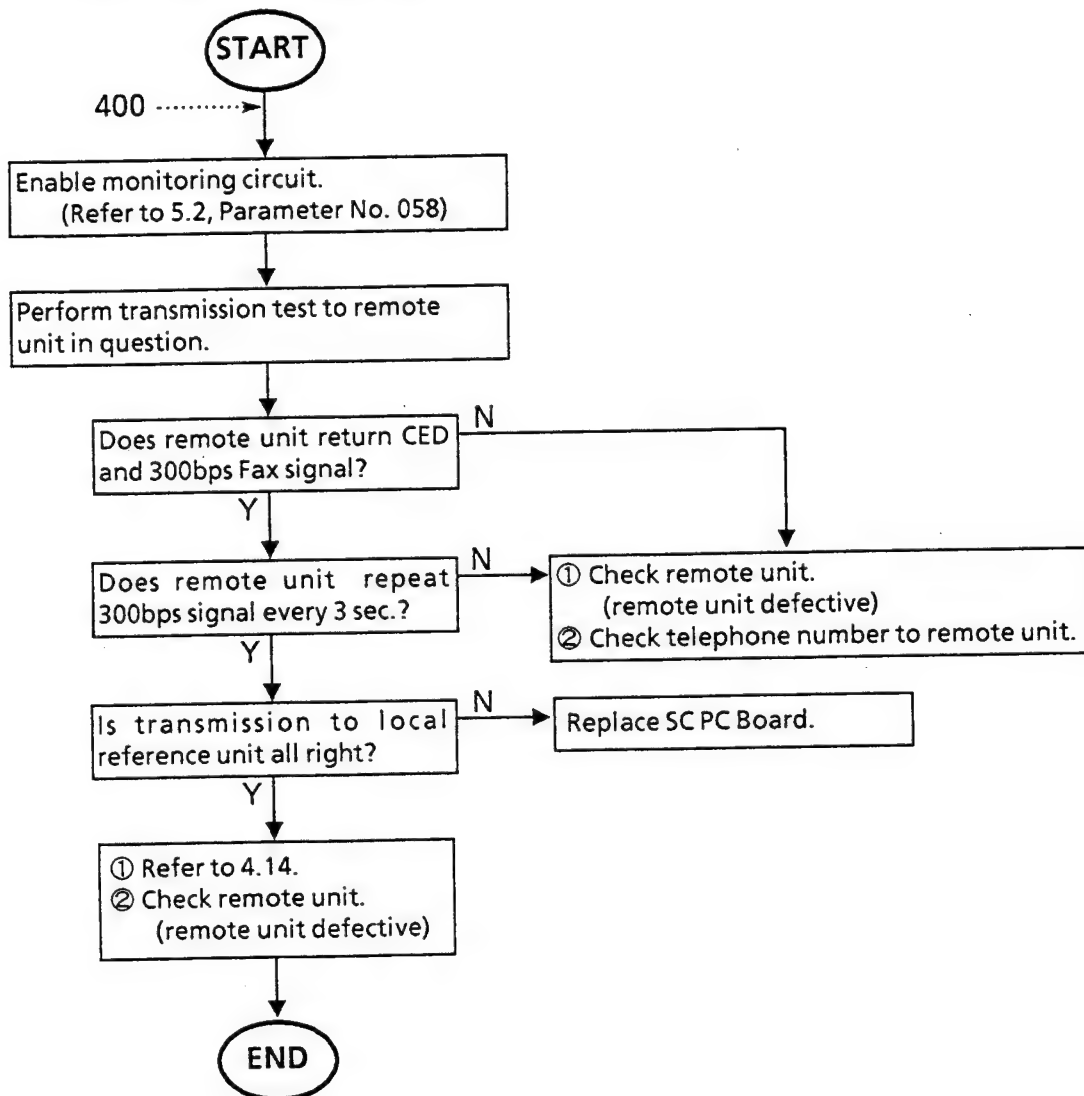 START
400
Enable monitoring circuit.
(Refer to 5.2, Parameter No. 058)
Perform transmission test to remote
unit in question.
Does remote unit return CED
and 300bps Fax signal?
N
Y
Does remote unit repeat
300bps signal every 3 sec.?
N
① Check remote unit.
(remote unit defective)
② Check telephone number to remote unit.
Y
Is transmission to local
reference unit all right?
N
Replace SC PC Board.
Y
① Refer to 4.14.
② Check remote unit.
(remote unit defective)
END